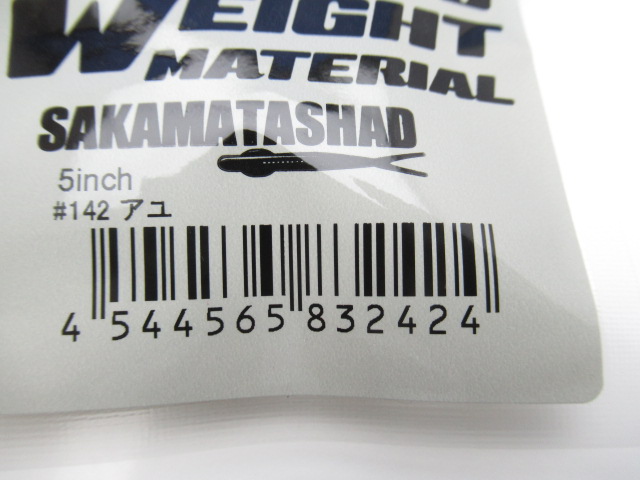 WEIGHT
MATERIAL
SAKAMATASHAD
5inch
#142 アユ
4 544565 832424